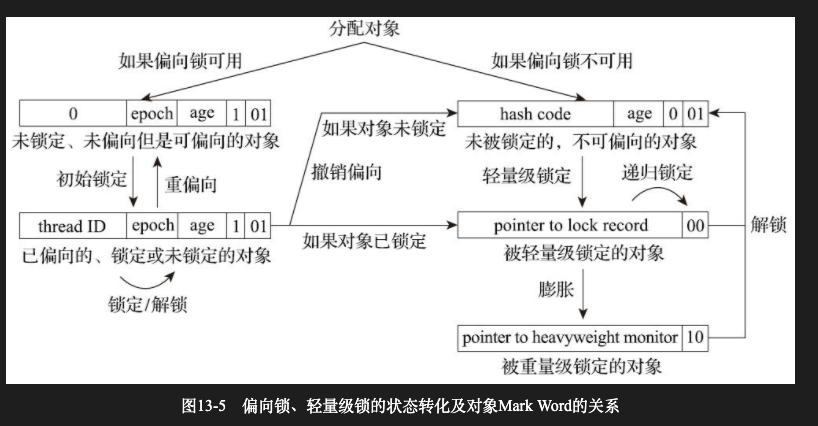 分配对象
如果偏向锁可用
如果偏向锁不可用
0 epoch age 1 01
hash code age 0 01
未锁定、未偏向但是可偏向的对象
如果对象未锁定
未被锁定的，不可偏向的对象
初始锁定
重偏向
撤销偏向
轻量级锁定
递归锁定
thread ID epoch age 1 01
pointer to lock record 00
解锁
已偏向的、锁定或未锁定的对象
如果对象已锁定
被轻量级锁定的对象
锁定/解锁
膨胀
pointer to heavyweight monitor 10
被重量级锁定的对象
图13-5 偏向锁、轻量级锁的状态转化及对象Mark Word的关系